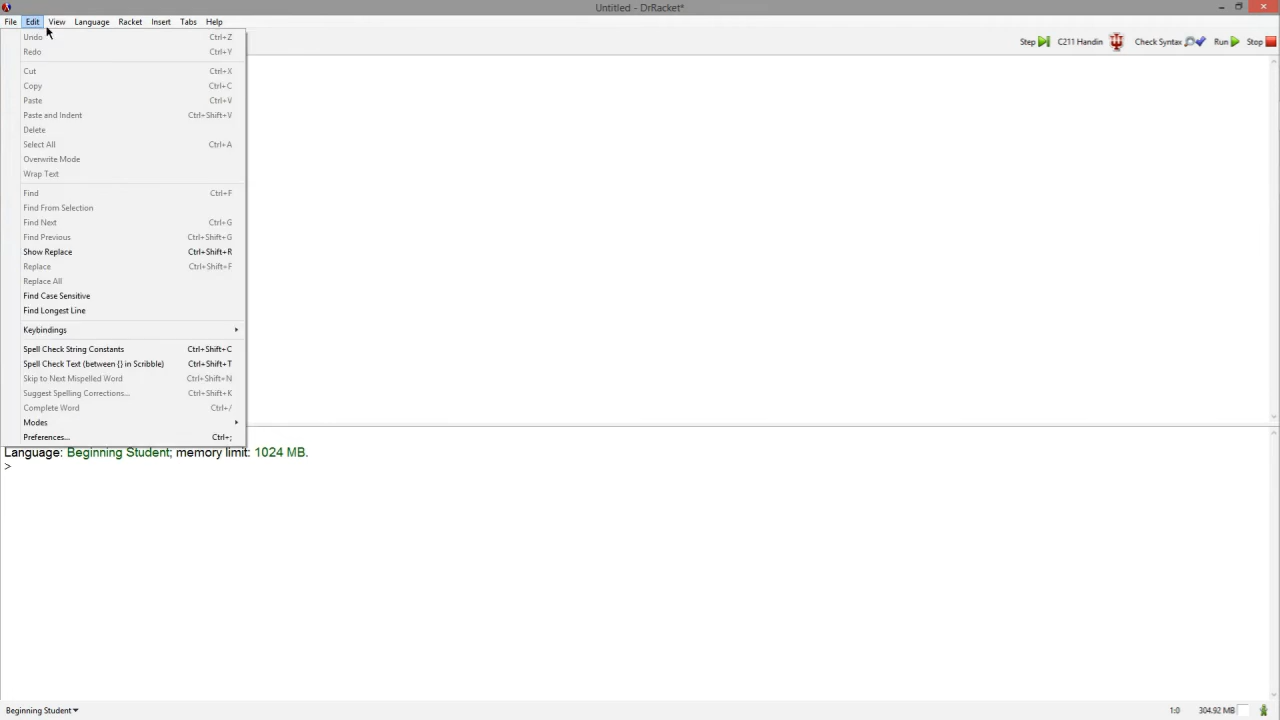 Untitled - DrRacket*
File Edit View Language Racket Insert Tabs Help
Step C211 Handin Check Syntax Run Stop
Undo Ctrl+Z
Redo Ctrl+Y
Cut Ctrl+X
Copy Ctrl+C
Paste Ctrl+V
Paste and Indent Ctrl+Shift+V
Delete
Select All Ctrl+A
Overwrite Mode
Wrap Text
Find Ctrl+F
Find From Selection
Find Next Ctrl+G
Find Previous Ctrl+Shift+G
Show Replace Ctrl+Shift+R
Replace Ctrl+Shift+F
Replace All
Find Case Sensitive
Find Longest Line
Keybindings
Spell Check String Constants Ctrl+Shift+C
Spell Check Text (between {} in Scribble) Ctrl+Shift+T
Skip to Next Mispelled Word Ctrl+Shift+N
Suggest Spelling Corrections... Ctrl+Shift+K
Complete Word Ctrl+/
Modes
Preferences... Ctrl+;
Language: Beginning Student; memory limit: 1024 MB.
>
Beginning Student 1:0 304.92 MB